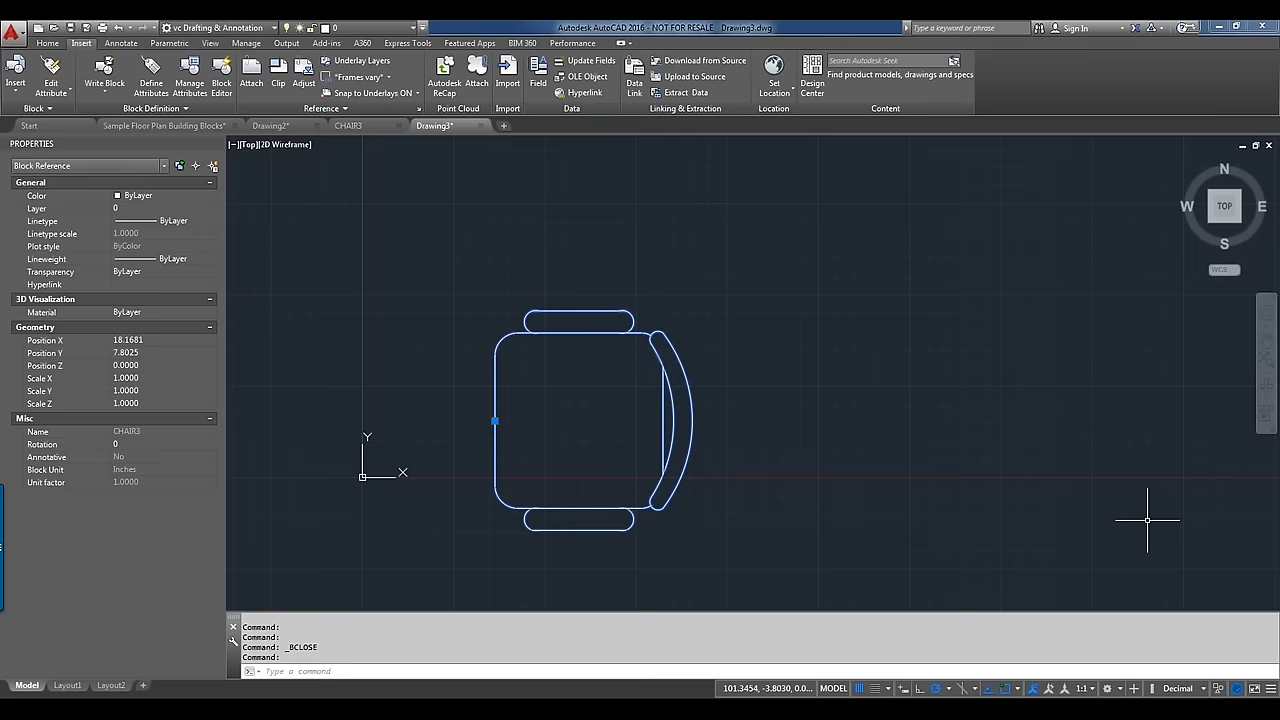 vc Drafting & Annotation
0
Autodesk AutoCAD 2016 - NOT FOR RESALE Drawing3.dwg
Type a keyword or phrase
Sign In
Home Insert Annotate Parametric View Manage Output Add-ins A360 Express Tools Featured Apps BIM 360 Performance
Insert
Edit Attribute
Write Block
Define Attributes
Manage Attributes
Block Editor
Attach
Clip
Adjust
Underlay Layers
*Frames vary*
Snap to Underlays ON
Autodesk ReCap
Attach
Import
Field
Update Fields
OLE Object
Hyperlink
Data Link
Download from Source
Upload to Source
Extract Data
Set Location
Design Center
Search Autodesk Seek
Find product models, drawings and specs
Block Block Definition Reference Point Cloud Import Data Linking & Extraction Location Content
Start Sample Floor Plan Building Blocks* Drawing2* CHAIR3 Drawing3*
PROPERTIES
[−][Top][2D Wireframe]
Block Reference
General
Color ByLayer
Layer 0
Linetype ByLayer
Linetype scale 1.0000
Plot style ByColor
Lineweight ByLayer
Transparency ByLayer
Hyperlink
3D Visualization
Material ByLayer
Geometry
Position X 18.1681
Position Y 7.8025
Position Z 0.0000
Scale X 1.0000
Scale Y 1.0000
Scale Z 1.0000
Misc
Name CHAIR3
Rotation 0
Annotative No
Block Unit Inches
Unit factor 1.0000
N
W TOP E
S
WCS
Y
X
Command:
Command:
Command: _BCLOSE
Command:
Type a command
Model Layout1 Layout2 +
101.3454, -3.8030, 0.0... MODEL 1:1 Decimal